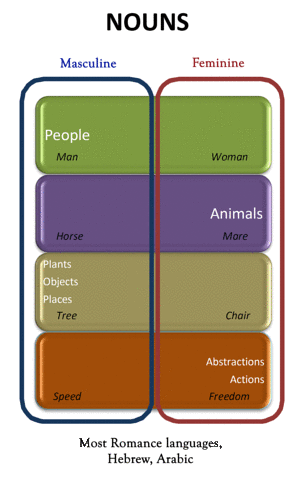 NOUNS
Masculine Feminine
People
Man Woman
Animals
Horse Mare
Plants
Objects
Places
Tree Chair
Abstractions
Actions
Speed Freedom
Most Romance languages,
Hebrew, Arabic